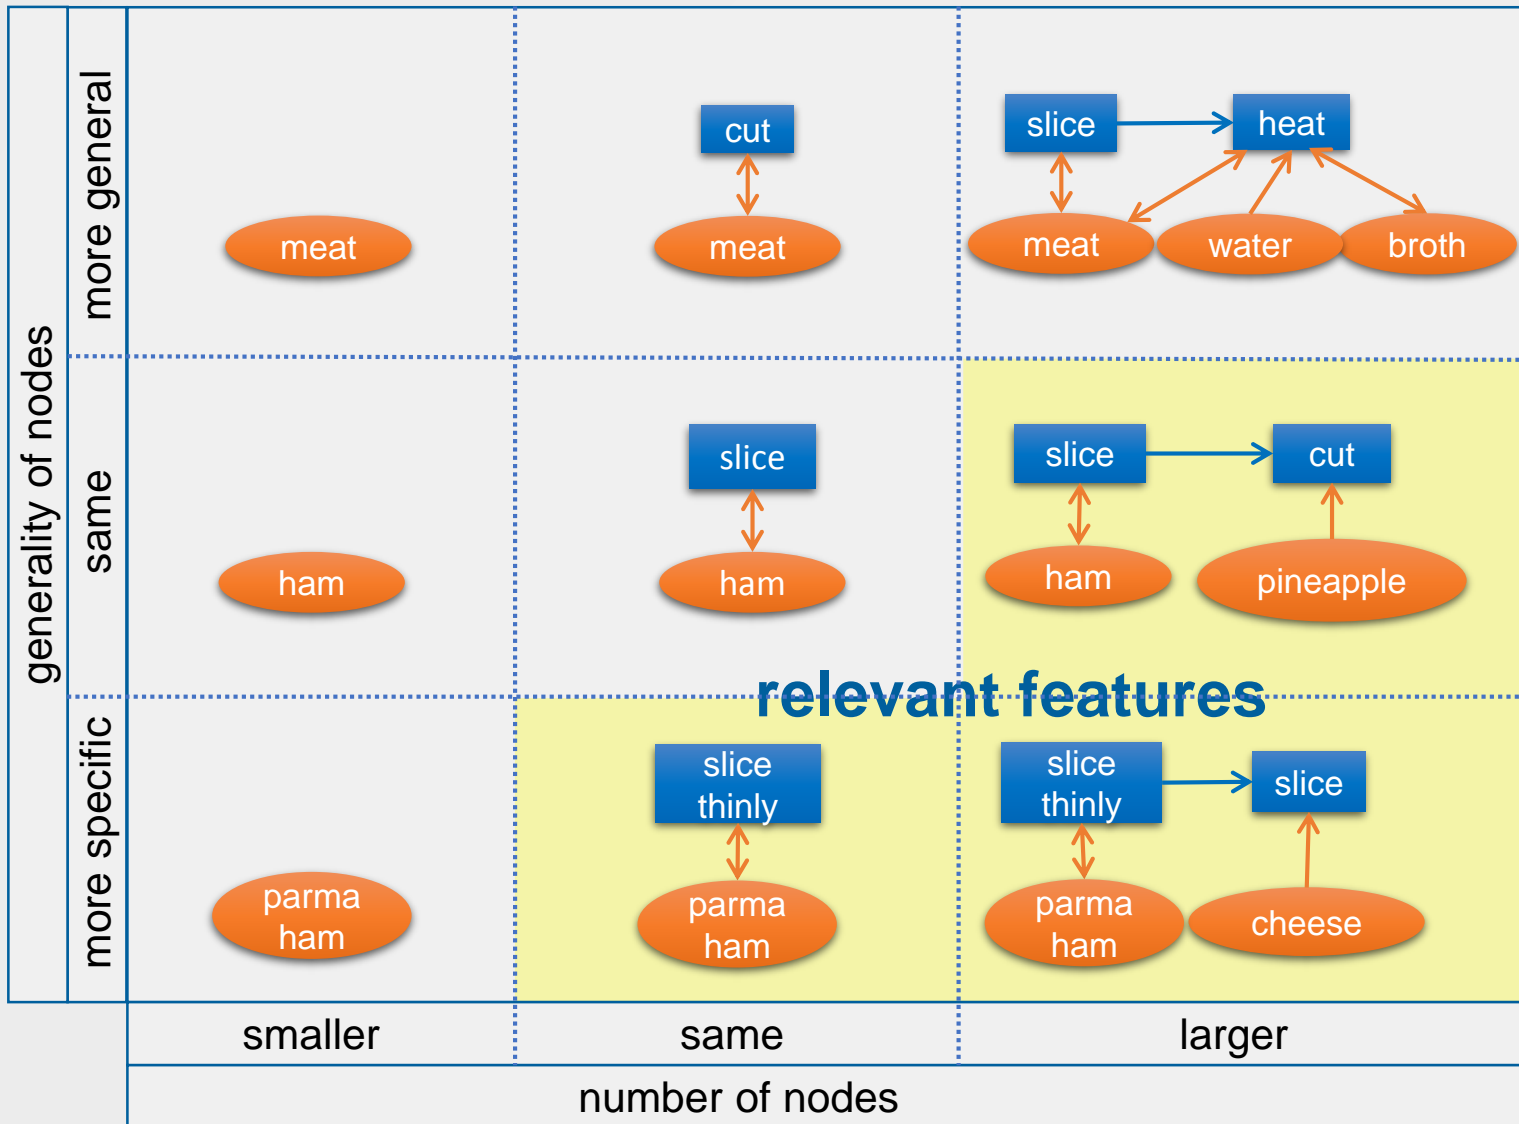 generality of nodes
more general
same
more specific
meat
cut
meat
slice
heat
meat
water
broth
ham
slice
ham
slice
cut
ham
pineapple
relevant features
parma
ham
slice
thinly
parma
ham
slice
thinly
slice
parma
ham
cheese
smaller
same
larger
number of nodes